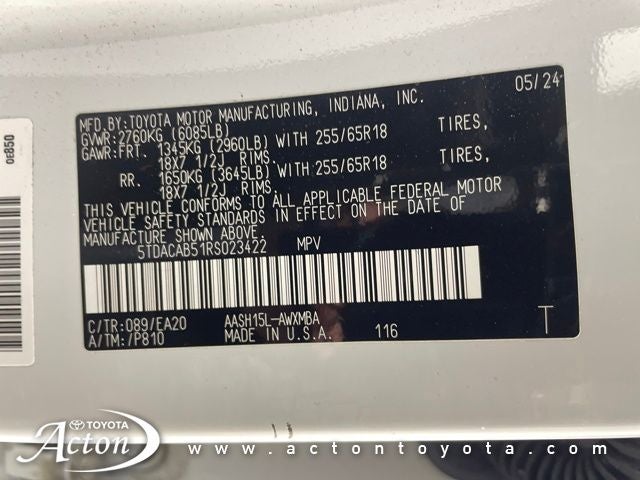 05/24
MFD.BY:TOYOTA MOTOR MANUFACTURING, INDIANA, INC.
GVWR:2760KG (6085LB)
GAWR:FRT. 1345KG (2960LB) WITH 255/65R18 TIRES,
18X7 1/2J RIMS.
RR. 1650KG (3645LB) WITH 255/65R18 TIRES,
18X7 1/2J RIMS.
THIS VEHICLE CONFORMS TO ALL APPLICABLE FEDERAL MOTOR
VEHICLE SAFETY STANDARDS IN EFFECT ON THE DATE OF
MANUFACTURE SHOWN ABOVE.
5TDACAB51RS023422 MPV
C/TR:089/EA20 AASH15L-AWXMBA
A/TM:/P810 MADE IN U.S.A. 116
T
0E850
TOYOTA
Acton
www.actontoyota.com